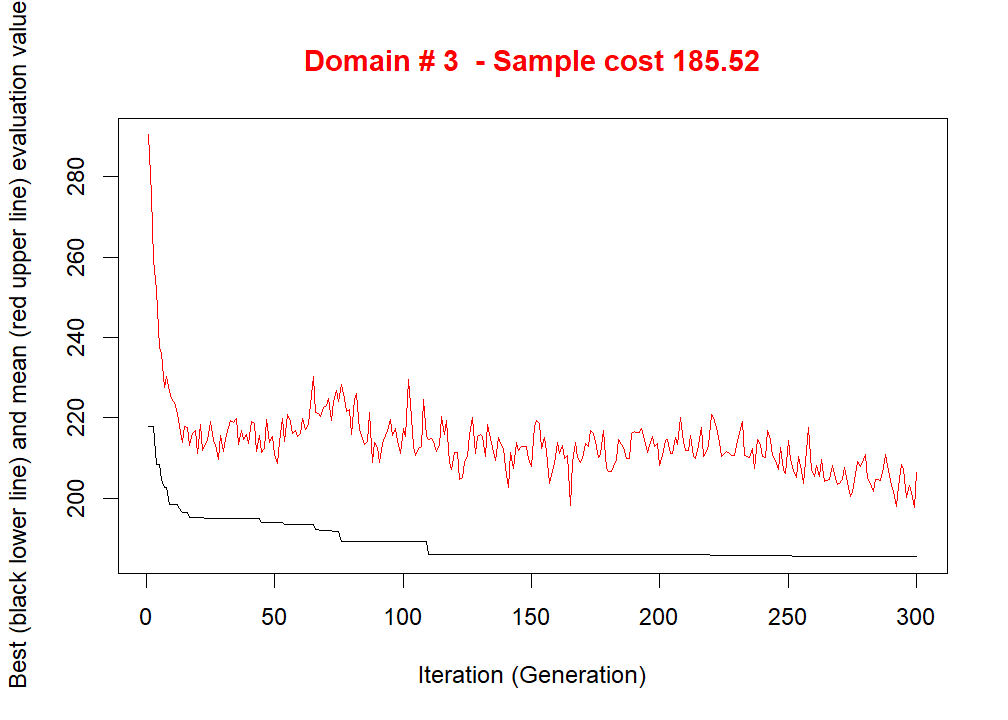 Domain # 3  - Sample cost 185.52
Best (black lower line) and mean (red upper line) evaluation value
280
260
240
220
200
0 50 100 150 200 250 300
Iteration (Generation)